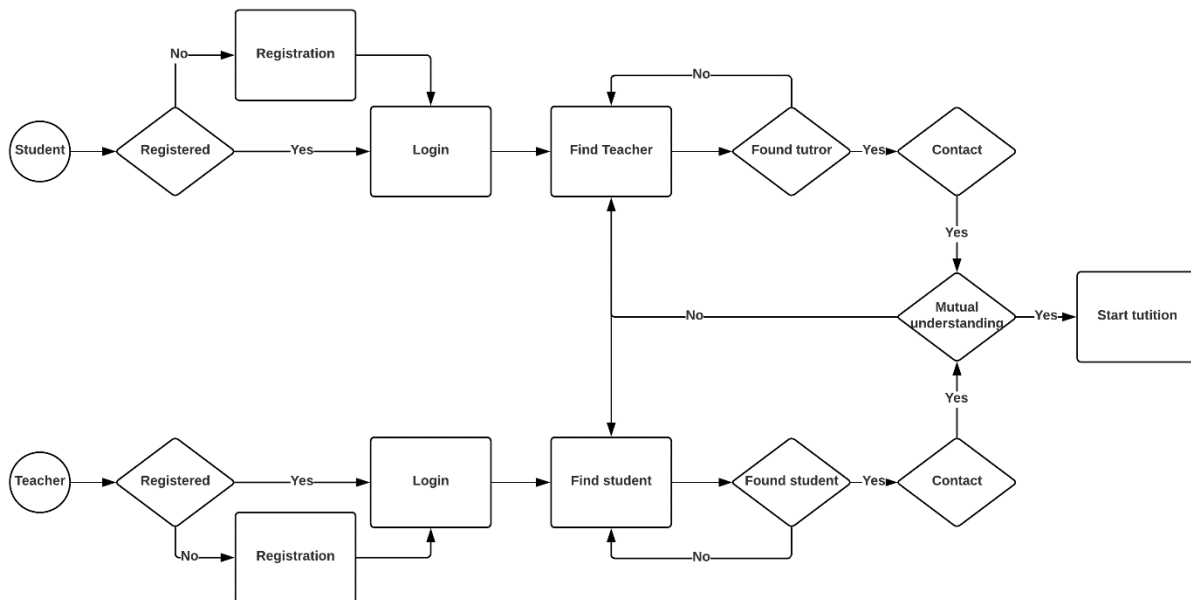 No
Registration
No
Student
Registered
Yes
Login
Find Teacher
Found tutror
Yes
Contact
Yes
No
Mutual
understanding
Yes
Start tutition
Yes
Teacher
Registered
Yes
Login
Find student
Found student
Yes
Contact
No
Registration
No